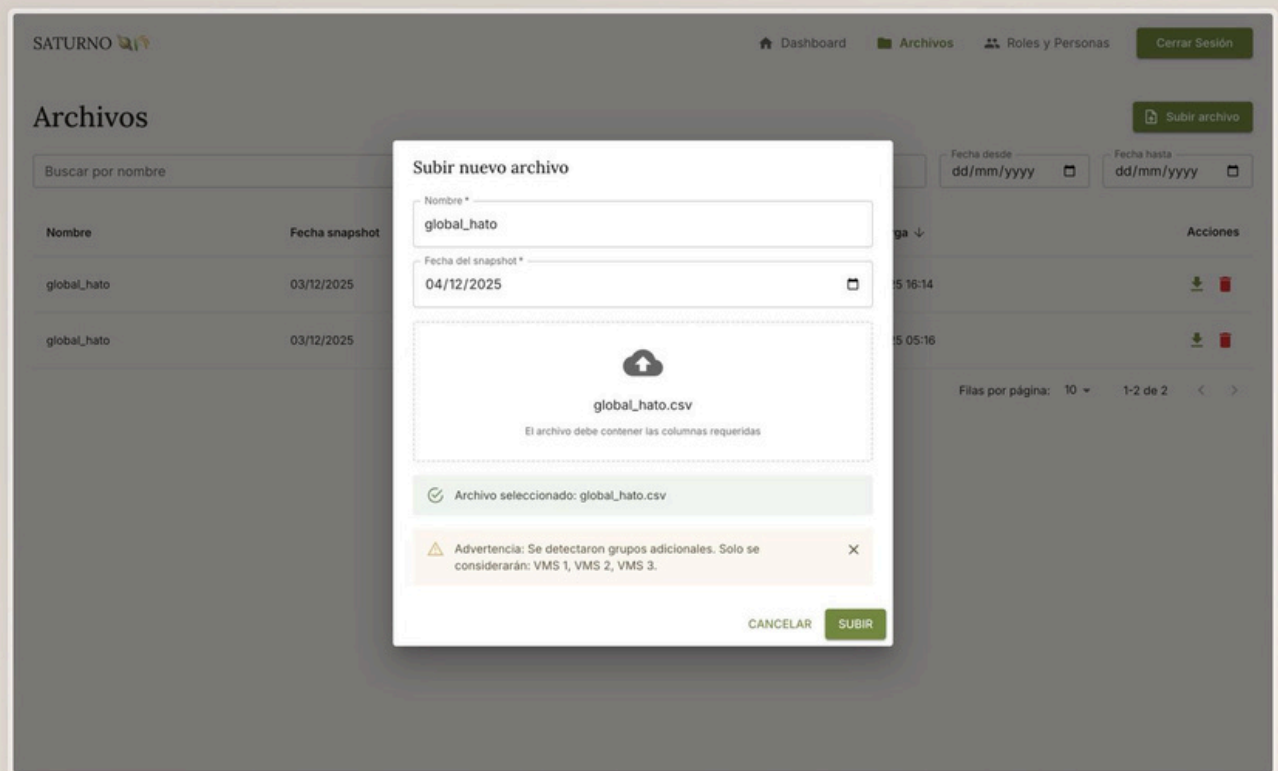 SATURNO
Dashboard
Archivos
Roles y Personas
Cerrar Sesión
Archivos
Subir archivo
Buscar por nombre
Fecha desde
dd/mm/yyyy
Fecha hasta
dd/mm/yyyy
Nombre
Fecha snapshot
Acciones
global_hato
03/12/2025
16:14
global_hato
03/12/2025
05:16
Filas por página: 10
1-2 de 2
Subir nuevo archivo
Nombre *
global_hato
Fecha del snapshot *
04/12/2025
global_hato.csv
El archivo debe contener las columnas requeridas
Archivo seleccionado: global_hato.csv
Advertencia: Se detectaron grupos adicionales. Solo se
considerarán: VMS 1, VMS 2, VMS 3.
CANCELAR
SUBIR